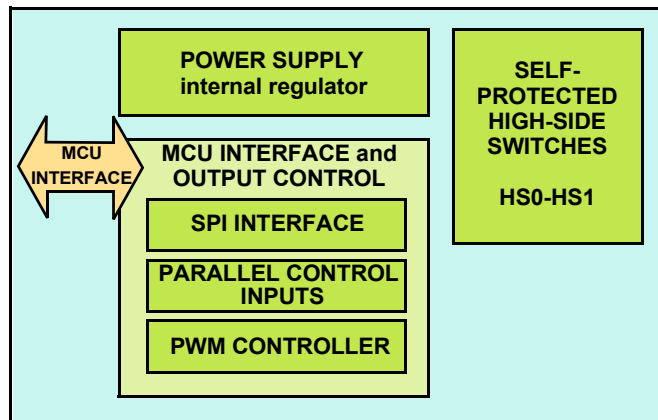 POWER SUPPLY
internal regulator
SELF-
PROTECTED
HIGH-SIDE
SWITCHES
HS0-HS1
MCU
INTERFACE
MCU INTERFACE and
OUTPUT CONTROL
SPI INTERFACE
PARALLEL CONTROL
INPUTS
PWM CONTROLLER